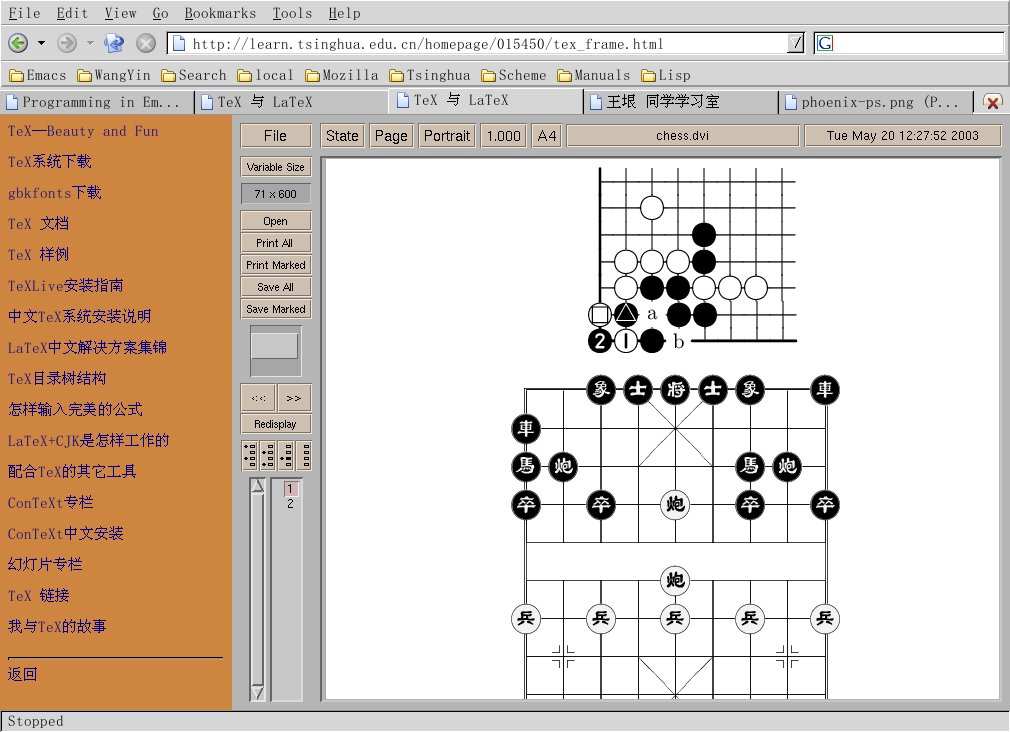 File Edit View Go Bookmarks Tools Help
http://learn.tsinghua.edu.cn/homepage/015450/tex_frame.html
G
Emacs WangYin Search local Mozilla Tsinghua Scheme Manuals Lisp
Programming in Em... TeX 与 LaTeX TeX 与 LaTeX 王垠 同学学习室 phoenix-ps.png (P...
TeX—Beauty and Fun
TeX系统下载
gbkfonts下载
TeX 文档
TeX 样例
TeXLive安装指南
中文TeX系统安装说明
LaTeX中文解决方案集锦
TeX目录树结构
怎样输入完美的公式
LaTeX+CJK是怎样工作的
配合TeX的其它工具
ConTeXt专栏
ConTeXt中文安装
幻灯片专栏
TeX 链接
我与TeX的故事
返回
File State Page Portrait 1.000 A4 chess.dvi Tue May 20 12:27:52 2003
Variable Size
71 x 600
Open
Print All
Print Marked
Save All
Save Marked
<< >>
Redisplay
1
2
a
2 1 b
象 士 将 士 象 車
車
馬 炮 馬 炮
卒 卒 炮 卒 卒
炮
兵 兵 兵 兵 兵
Stopped